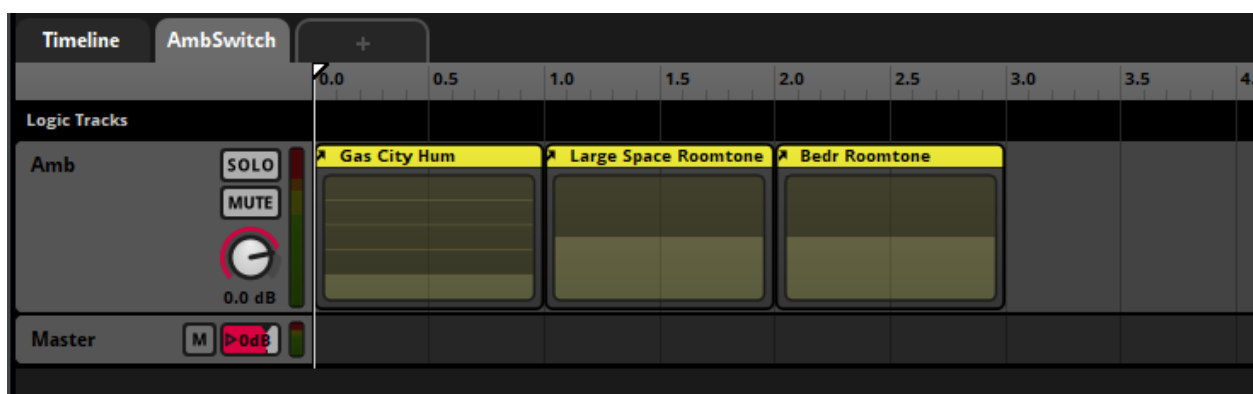 Timeline AmbSwitch +
0.0 0.5 1.0 1.5 2.0 2.5 3.0 3.5 4.
Logic Tracks
Amb SOLO Gas City Hum Large Space Roomtone Bedr Roomtone
MUTE
0.0 dB
Master M 0dB